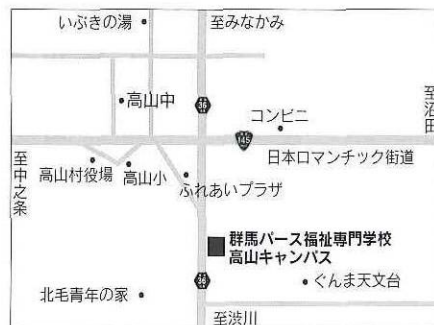 いぶきの湯
至みなかみ
高山中
36
コンビニ
至沼田
145
日本ロマンチック街道
至中之条
高山村役場
高山小
ふれあいプラザ
群馬パース福祉専門学校
高山キャンパス
36
ぐんま天文台
北毛青年の家
至渋川